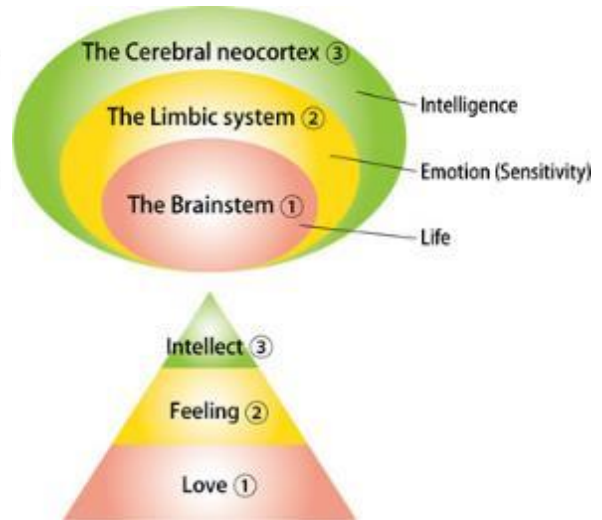 The Cerebral neocortex ③
Intelligence
The Limbic system ②
Emotion (Sensitivity)
The Brainstem ①
Life
Intellect ③
Feeling ②
Love ①